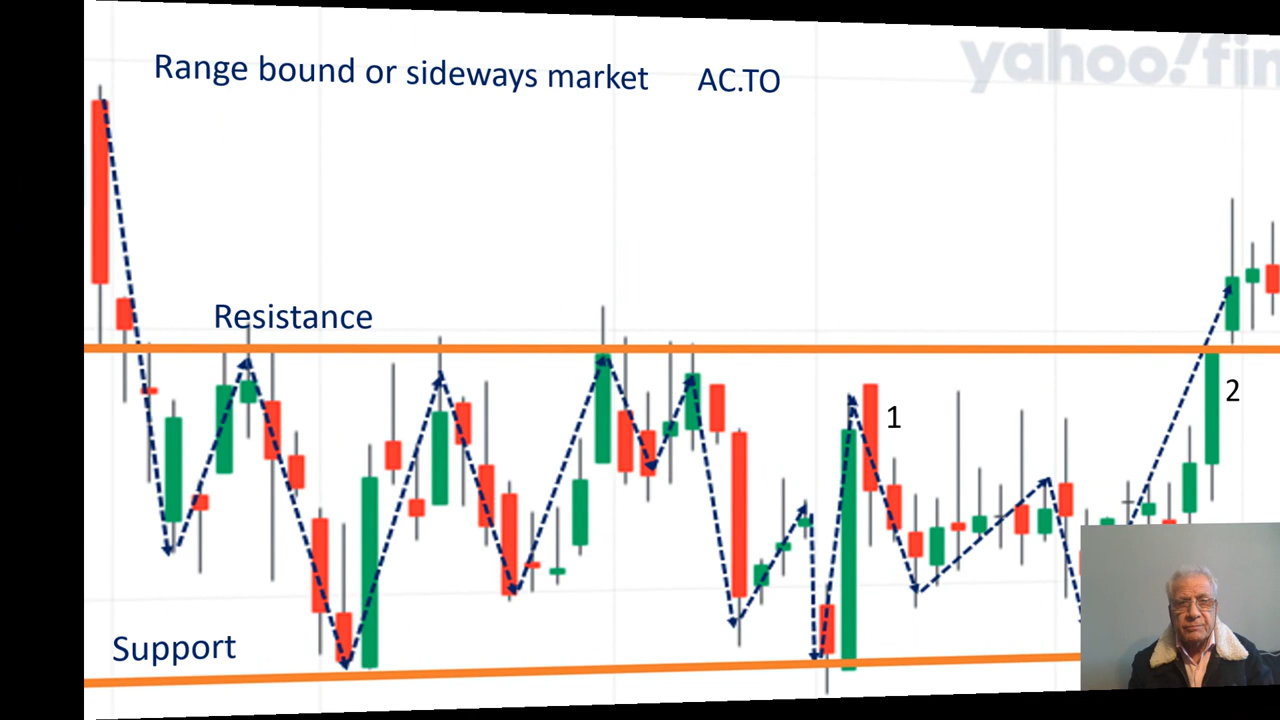 Range bound or sideways market AC.TO
yahoo!fin
Resistance
1
2
Support